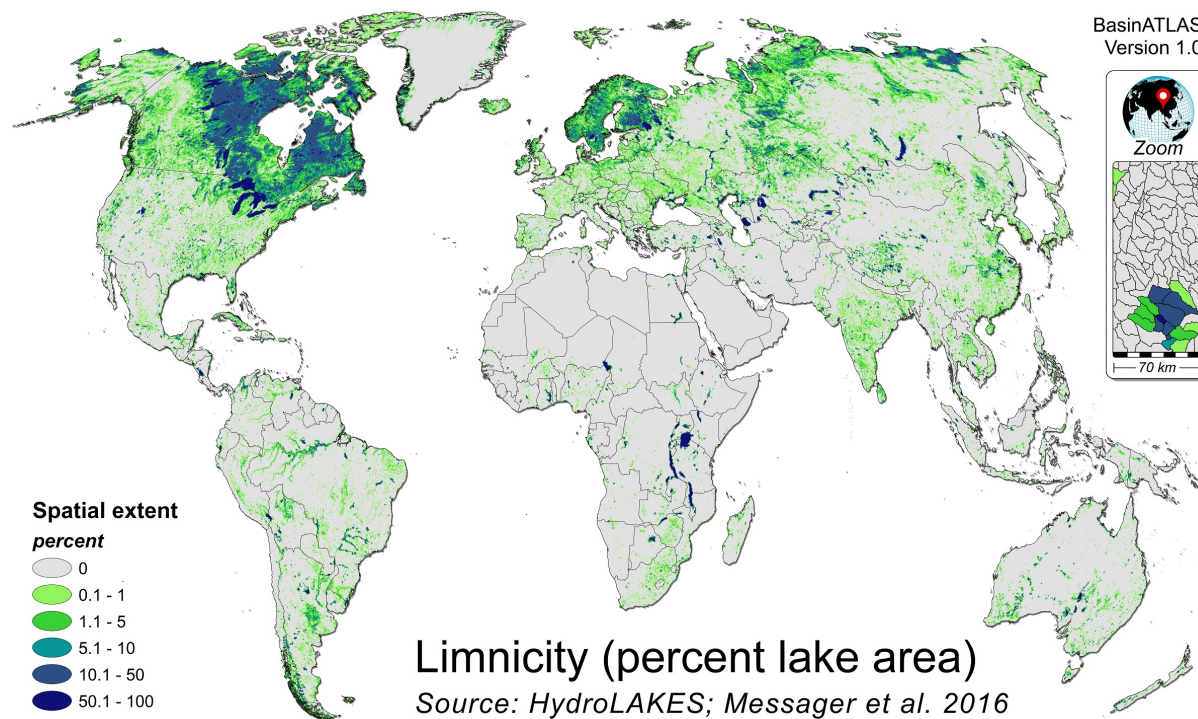 BasinATLAS
Version 1.0
Zoom
70 km
Spatial extent
percent
0
0.1 - 1
1.1 - 5
5.1 - 10
10.1 - 50
50.1 - 100
Limnicity (percent lake area)
Source: HydroLAKES; Messager et al. 2016